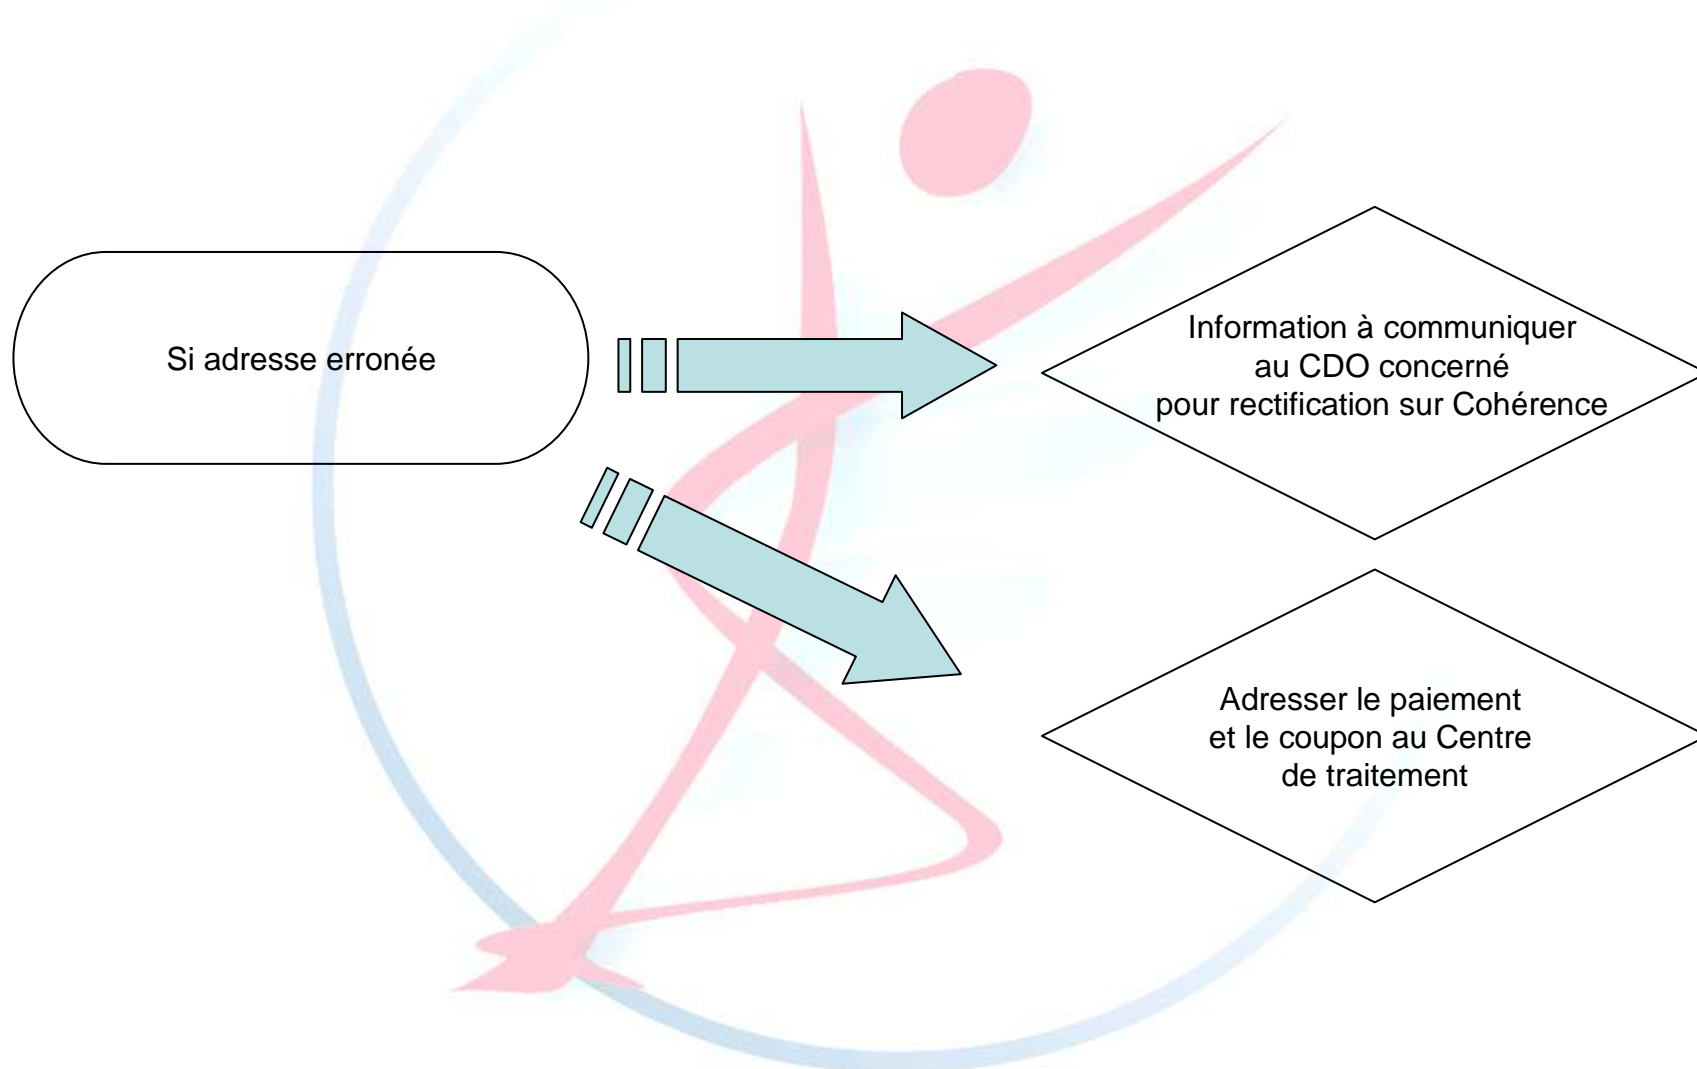 Si adresse erronée
Information à communiquer
au CDO concerné
pour rectification sur Cohérence
Adresser le paiement
et le coupon au Centre
de traitement